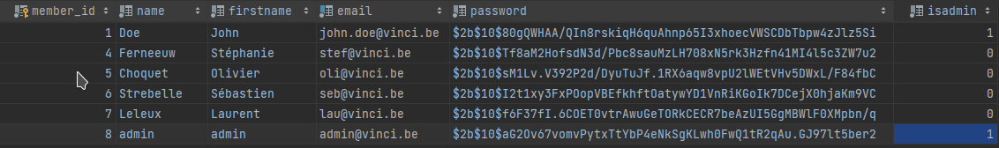 member_id name firstname email password isadmin
1 Doe John john.doe@vinci.be $2b$10$80gQWHAA/QIn8rskiqH6quAhnp65I3xhoecVWSCDbTbpw4zJlz5Si 1
4 Ferneeuw Stéphanie stef@vinci.be $2b$10$Tf8aM2HofsdN3d/Pbc8sauMzLH708xN5rk3Hzfn41MI4l5c3ZW7u2 0
5 Choquet Olivier oli@vinci.be $2b$10$sM1Lv.V392P2d/DyuTuJf.1RX6aqw8vpU2lWEtVHv5DWxL/F84fbC 0
6 Strebelle Sébastien seb@vinci.be $2b$10$I2t1xy3FxPOopVBEfkhftOatywYD1VnRiKGoIk7DCejX0hjaKm9VC 0
7 Leleux Laurent lau@vinci.be $2b$10$f6F37fI.6COET0vtrAwuGeTORkCECR7beAzUI5GgMBWlF0XMpbn/q 0
8 admin admin admin@vinci.be $2b$10$aG2Ov67vomvPytxTtYbP4eNkSgKLwh0FwQ1tR2qAu.GJ97lt5ber2 1